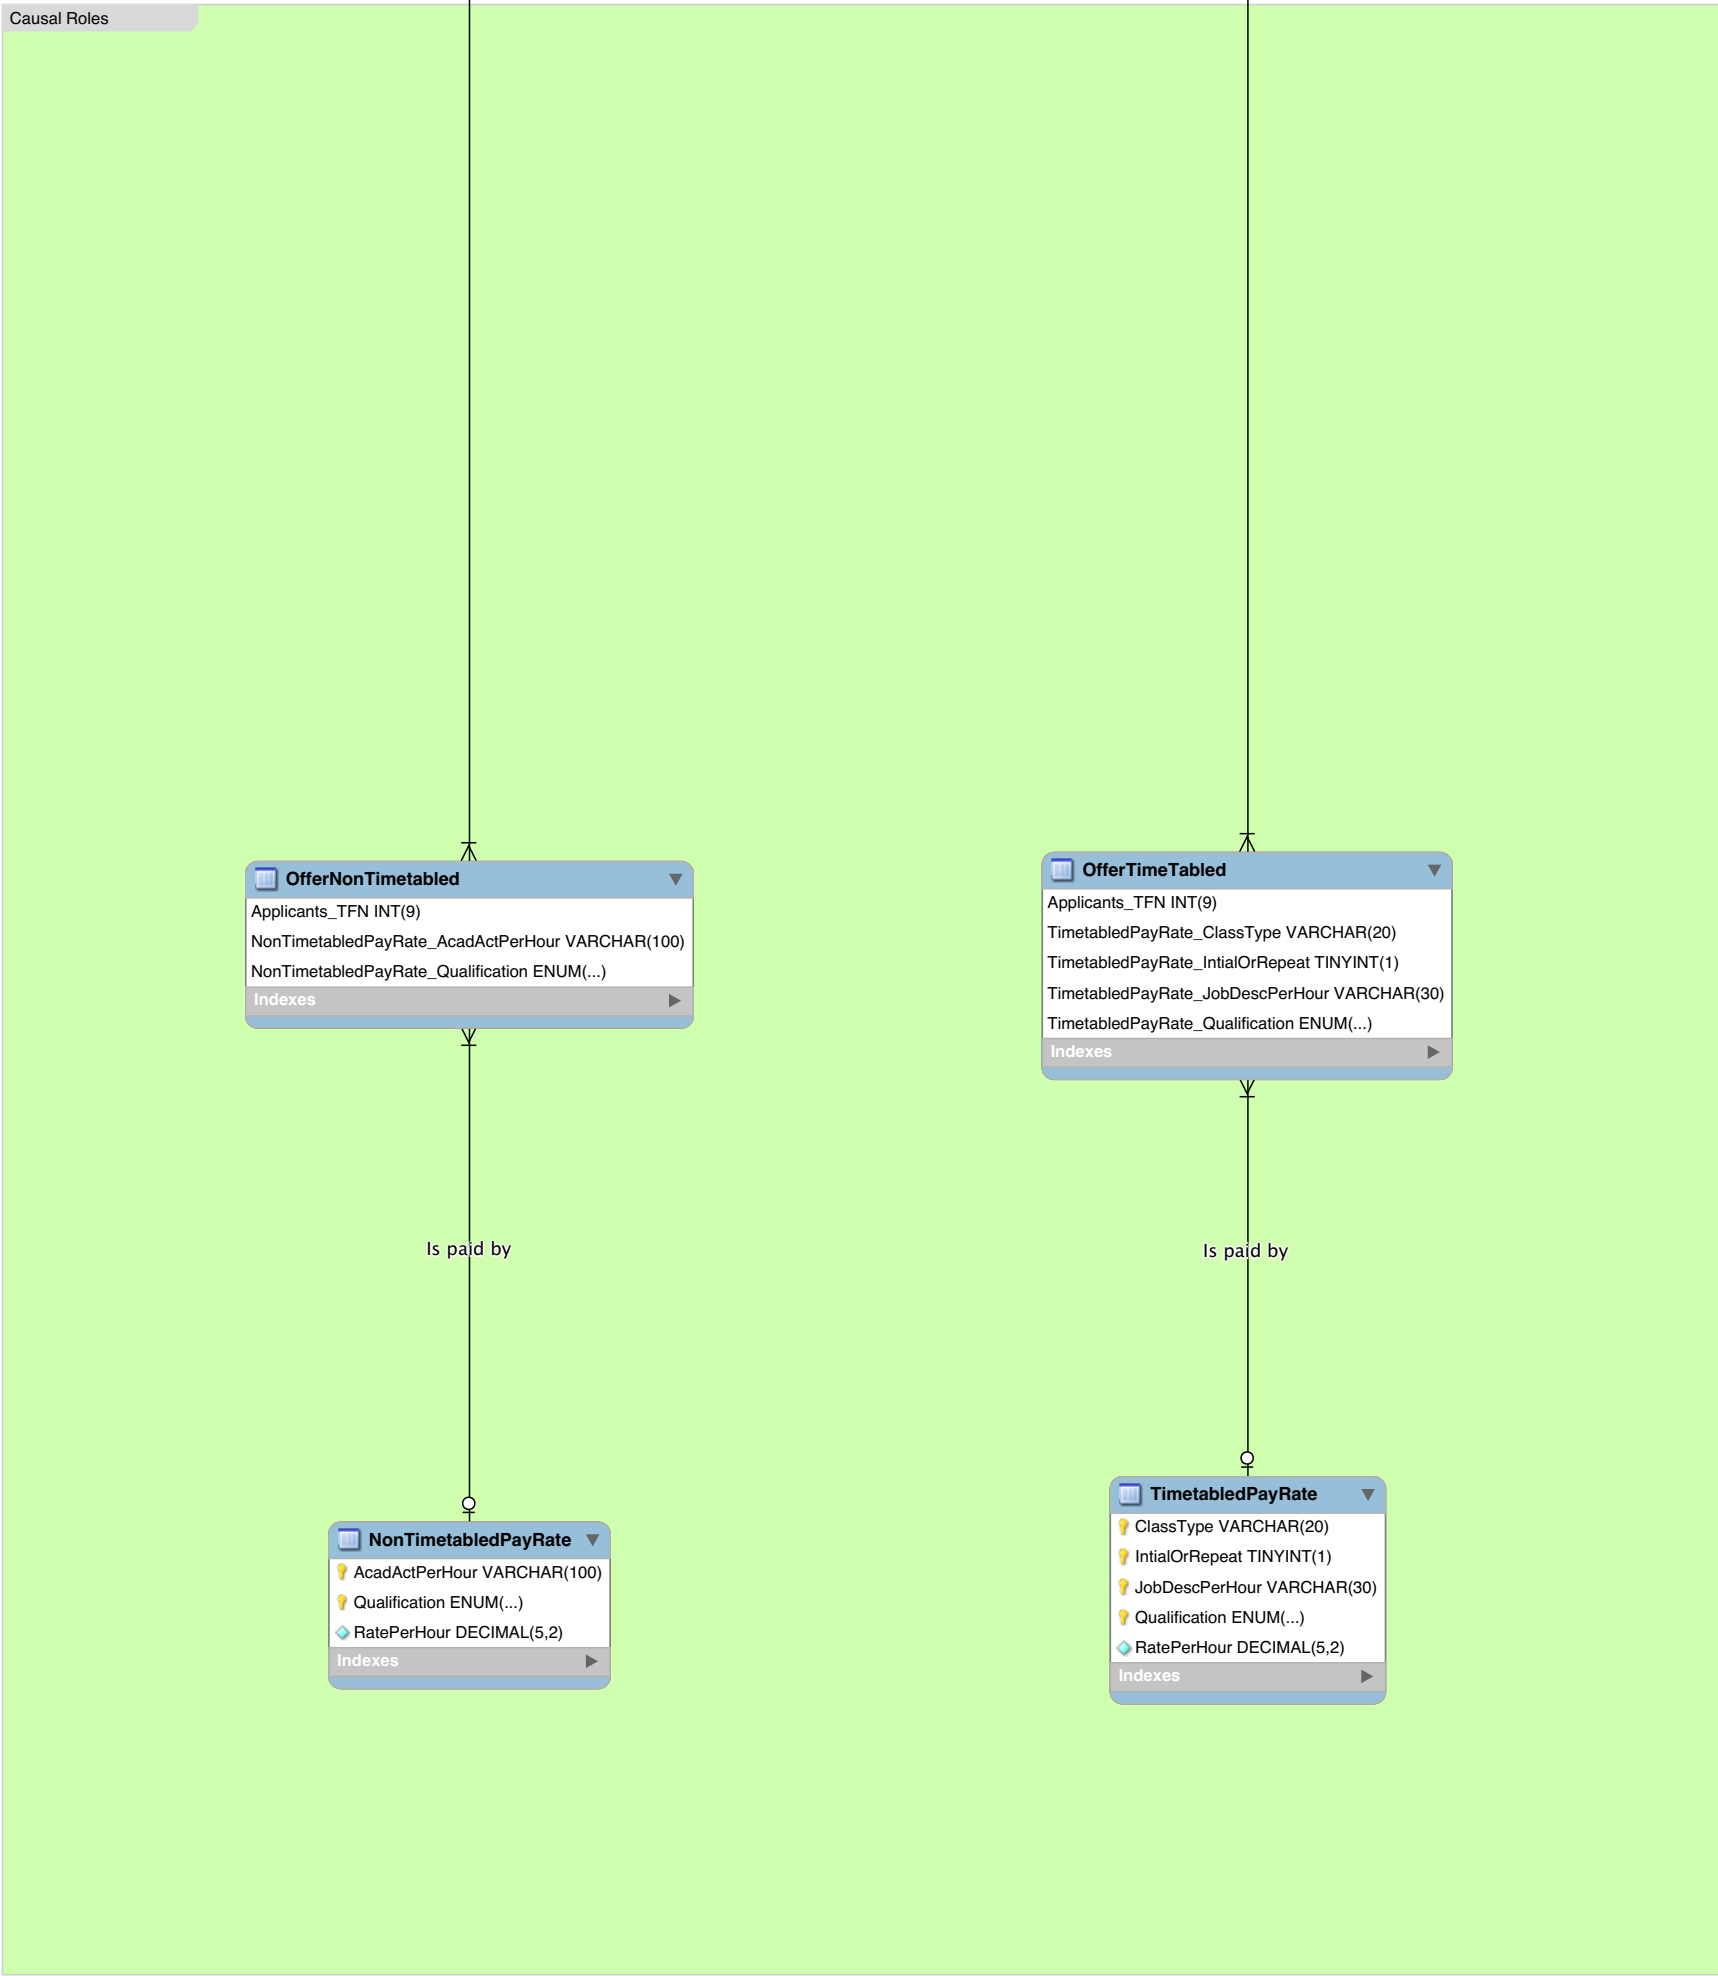 Causal Roles
OfferNonTimetabled
Applicants_TFN INT(9)
NonTimetabledPayRate_AcadActPerHour VARCHAR(100)
NonTimetabledPayRate_Qualification ENUM(...)
Indexes
OfferTimeTabled
Applicants_TFN INT(9)
TimetabledPayRate_ClassType VARCHAR(20)
TimetabledPayRate_IntialOrRepeat TINYINT(1)
TimetabledPayRate_JobDescPerHour VARCHAR(30)
TimetabledPayRate_Qualification ENUM(...)
Indexes
Is paid by
Is paid by
NonTimetabledPayRate
AcadActPerHour VARCHAR(100)
Qualification ENUM(...)
RatePerHour DECIMAL(5,2)
Indexes
TimetabledPayRate
ClassType VARCHAR(20)
IntialOrRepeat TINYINT(1)
JobDescPerHour VARCHAR(30)
Qualification ENUM(...)
RatePerHour DECIMAL(5,2)
Indexes